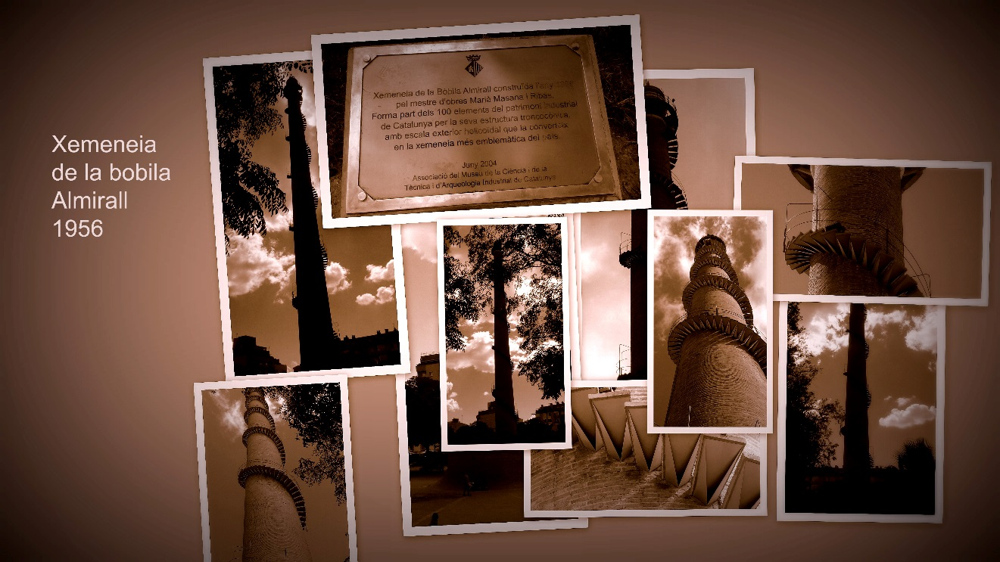 Xemeneia
de la bobila
Almirall
1956
Xemeneia de la Bobila Almirall construïda l'any
pel mestre d'obres Marià Masana i Ribas.
Forma part dels 100 elements del patrimoni industrial
de Catalunya per la seva estructura troncocònica,
amb escala exterior helicoïdal que la converteix
en la xemeneia més emblemàtica del país.
Juny 2004
Associació del Museu de la Ciència i de la
Tècnica i d'Arqueologia Industrial de Catalunya